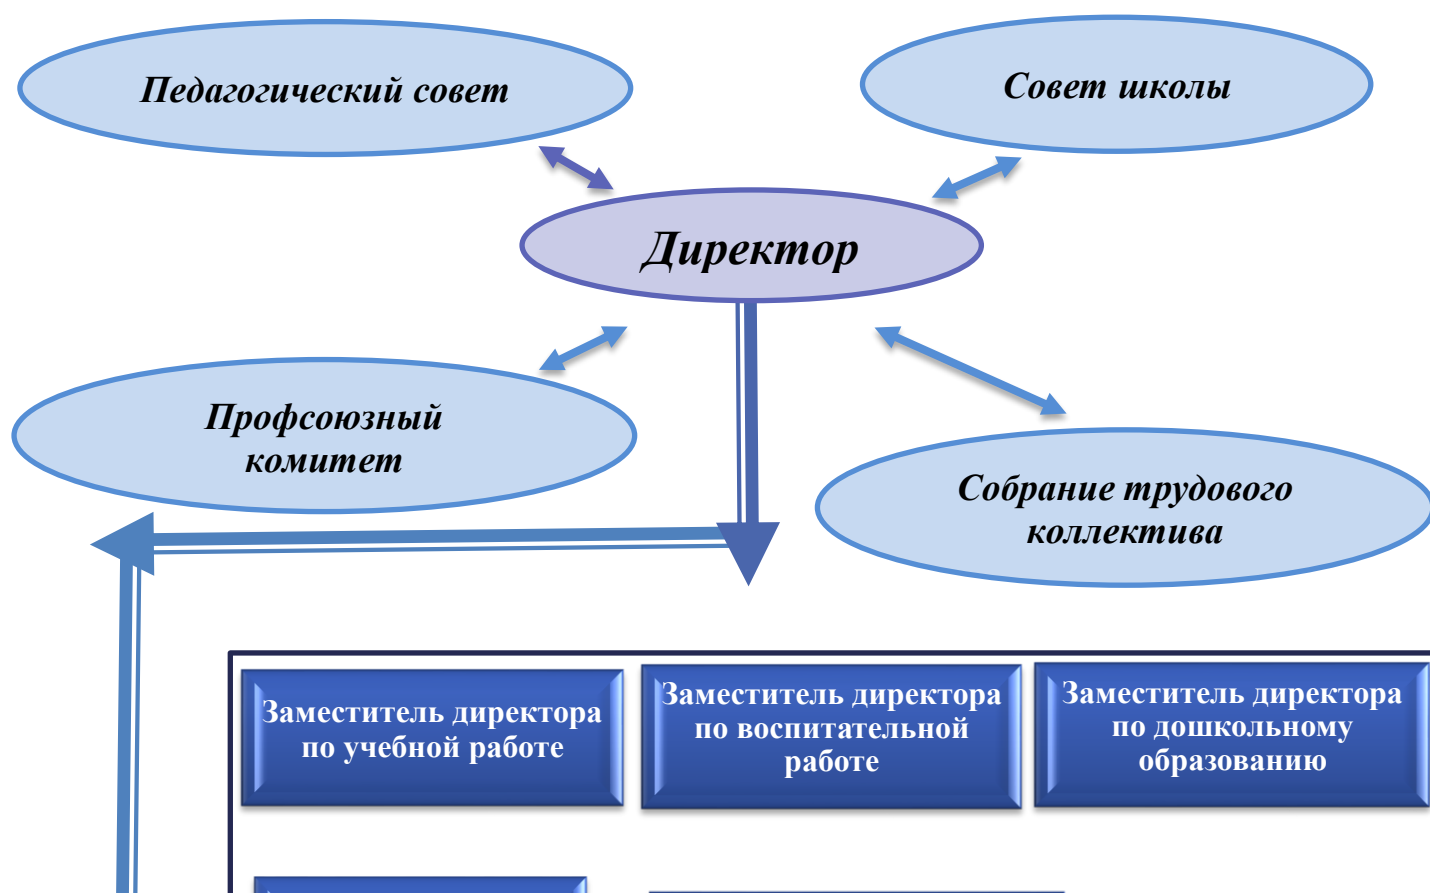 Педагогический совет
Совет школы
Директор
Профсоюзный
комитет
Собрание трудового
коллектива
Заместитель директора
по учебной работе
Заместитель директора
по воспитательной
работе
Заместитель директора
по дошкольному
образованию